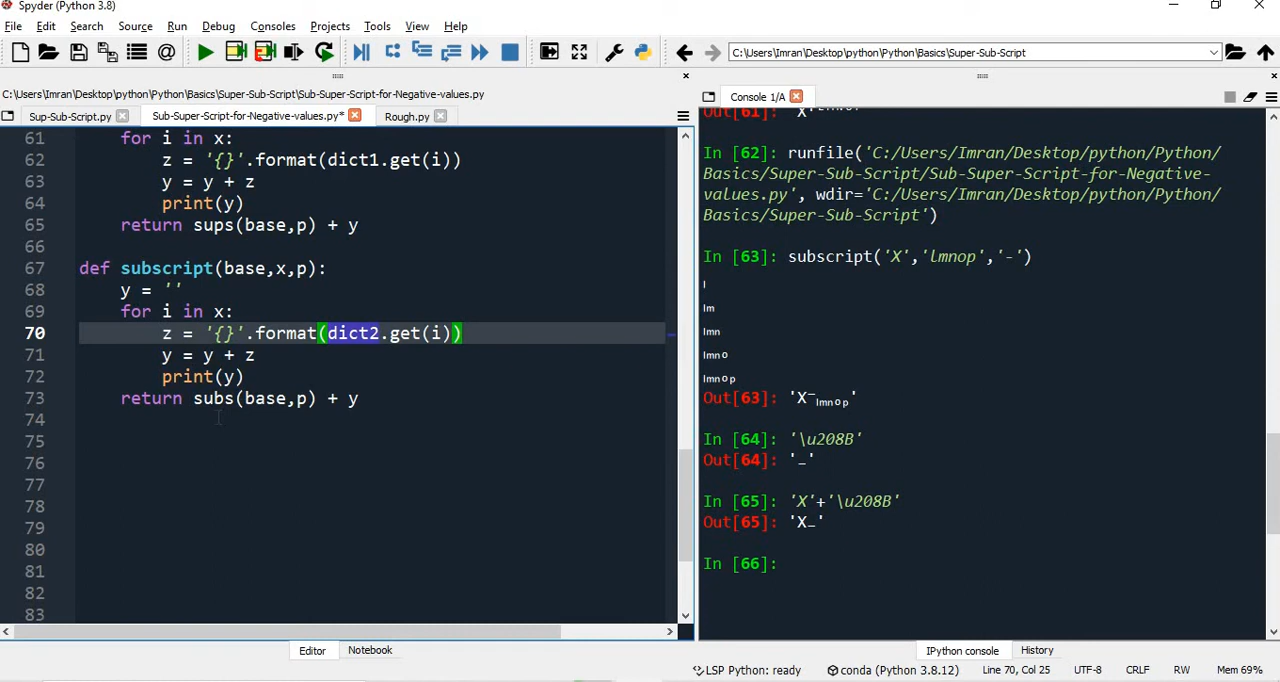 Spyder (Python 3.8)
File Edit Search Source Run Debug Consoles Projects Tools View Help
C:\Users\Imran\Desktop\python\Python\Basics\Super-Sub-Script
C:\Users\Imran\Desktop\python\Python\Basics\Super-Sub-Script\Sub-Super-Script-for-Negative-values.py
Sup-Sub-Script.py Sub-Super-Script-for-Negative-values.py* Rough.py
61 for i in x:
62 z = '{}'.format(dict1.get(i))
63 y = y + z
64 print(y)
65 return sups(base,p) + y
66
67 def subscript(base,x,p):
68 y = ''
69 for i in x:
70 z = '{}'.format(dict2.get(i))
71 y = y + z
72 print(y)
73 return subs(base,p) + y
74
75
76
77
78
79
80
81
82
83
Editor Notebook
Console 1/A
Out[61]:
In [62]: runfile('C:/Users/Imran/Desktop/python/Python/
Basics/Super-Sub-Script/Sub-Super-Script-for-Negative-
values.py', wdir='C:/Users/Imran/Desktop/python/Python/
Basics/Super-Sub-Script')
In [63]: subscript('X','lmnop','-')
ₗ
ₗₘ
ₗₘₙ
ₗₘₙₒ
ₗₘₙₒₚ
Out[63]: 'X⁻ₗₘₙₒₚ'
In [64]: '\u208B'
Out[64]: '₋'
In [65]: 'X'+'\u208B'
Out[65]: 'X₋'
In [66]:
IPython console History
LSP Python: ready conda (Python 3.8.12) Line 70, Col 25 UTF-8 CRLF RW Mem 69%